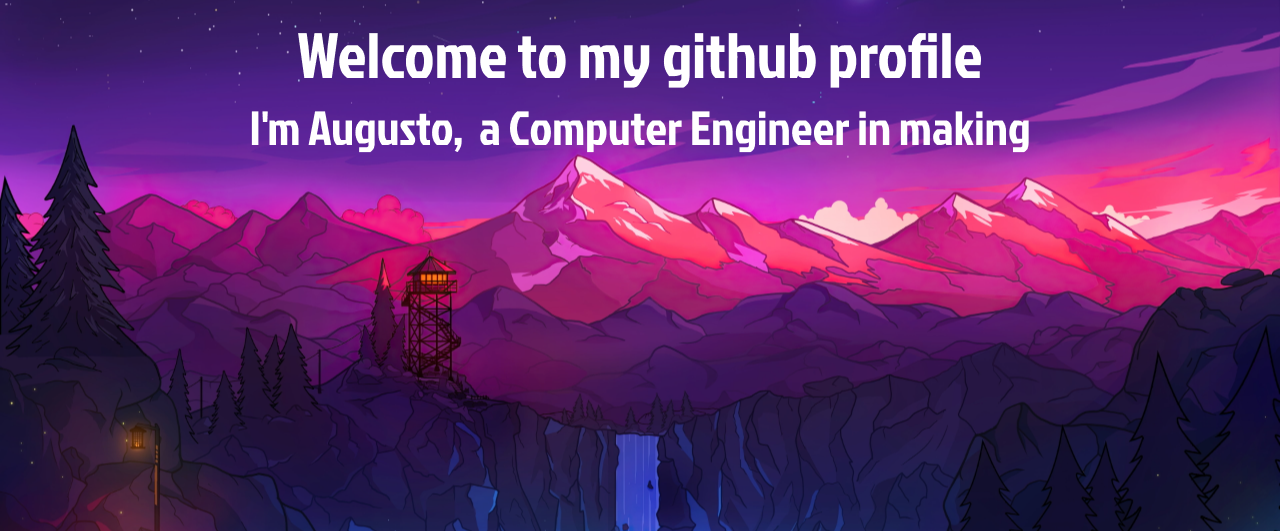 Welcome to my github profile
I'm Augusto,  a Computer Engineer in making